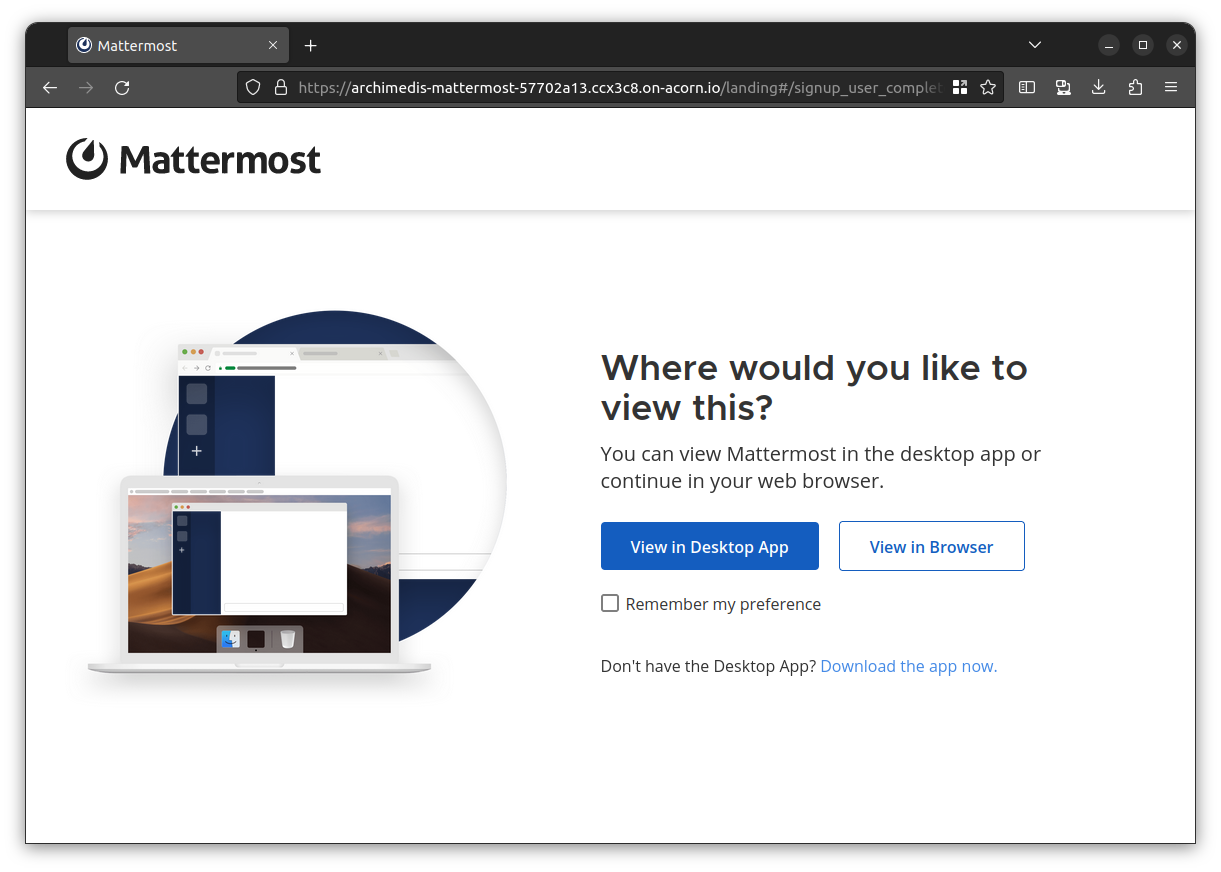 Mattermost
https://archimedis-mattermost-57702a13.ccx3c8.on-acorn.io/landing#/signup_user_complet
Mattermost
Where would you like to
view this?
You can view Mattermost in the desktop app or
continue in your web browser.
View in Desktop App
View in Browser
Remember my preference
Don't have the Desktop App? Download the app now.